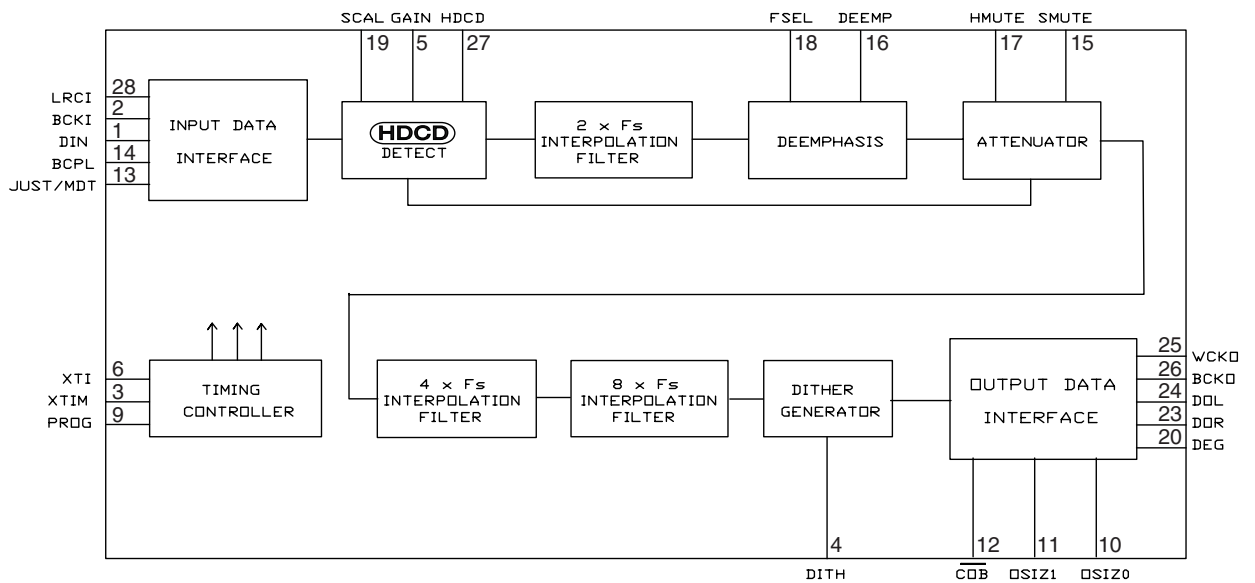 SCAL GAIN HDCD FSEL DEEMP HMUTE SMUTE
19 5 27 18 16 17 15
LRCI 28
BCKI 2
DIN 1
BCPL 14
JUST/MDT 13
INPUT DATA
INTERFACE
HDCD
DETECT
2 x Fs
INTERPOLATION
FILTER
DEEMPHASIS
ATTENUATOR
XTI 6
XTIM 3
PROG 9
TIMING
CONTROLLER
4 x Fs
INTERPOLATION
FILTER
8 x Fs
INTERPOLATION
FILTER
DITHER
GENERATOR
OUTPUT DATA
INTERFACE
25 WCKO
26 BCKO
24 DOL
23 DOR
20 DEG
4 12 11 10
DITH C̅O̅B̅ OSIZ1 OSIZ0